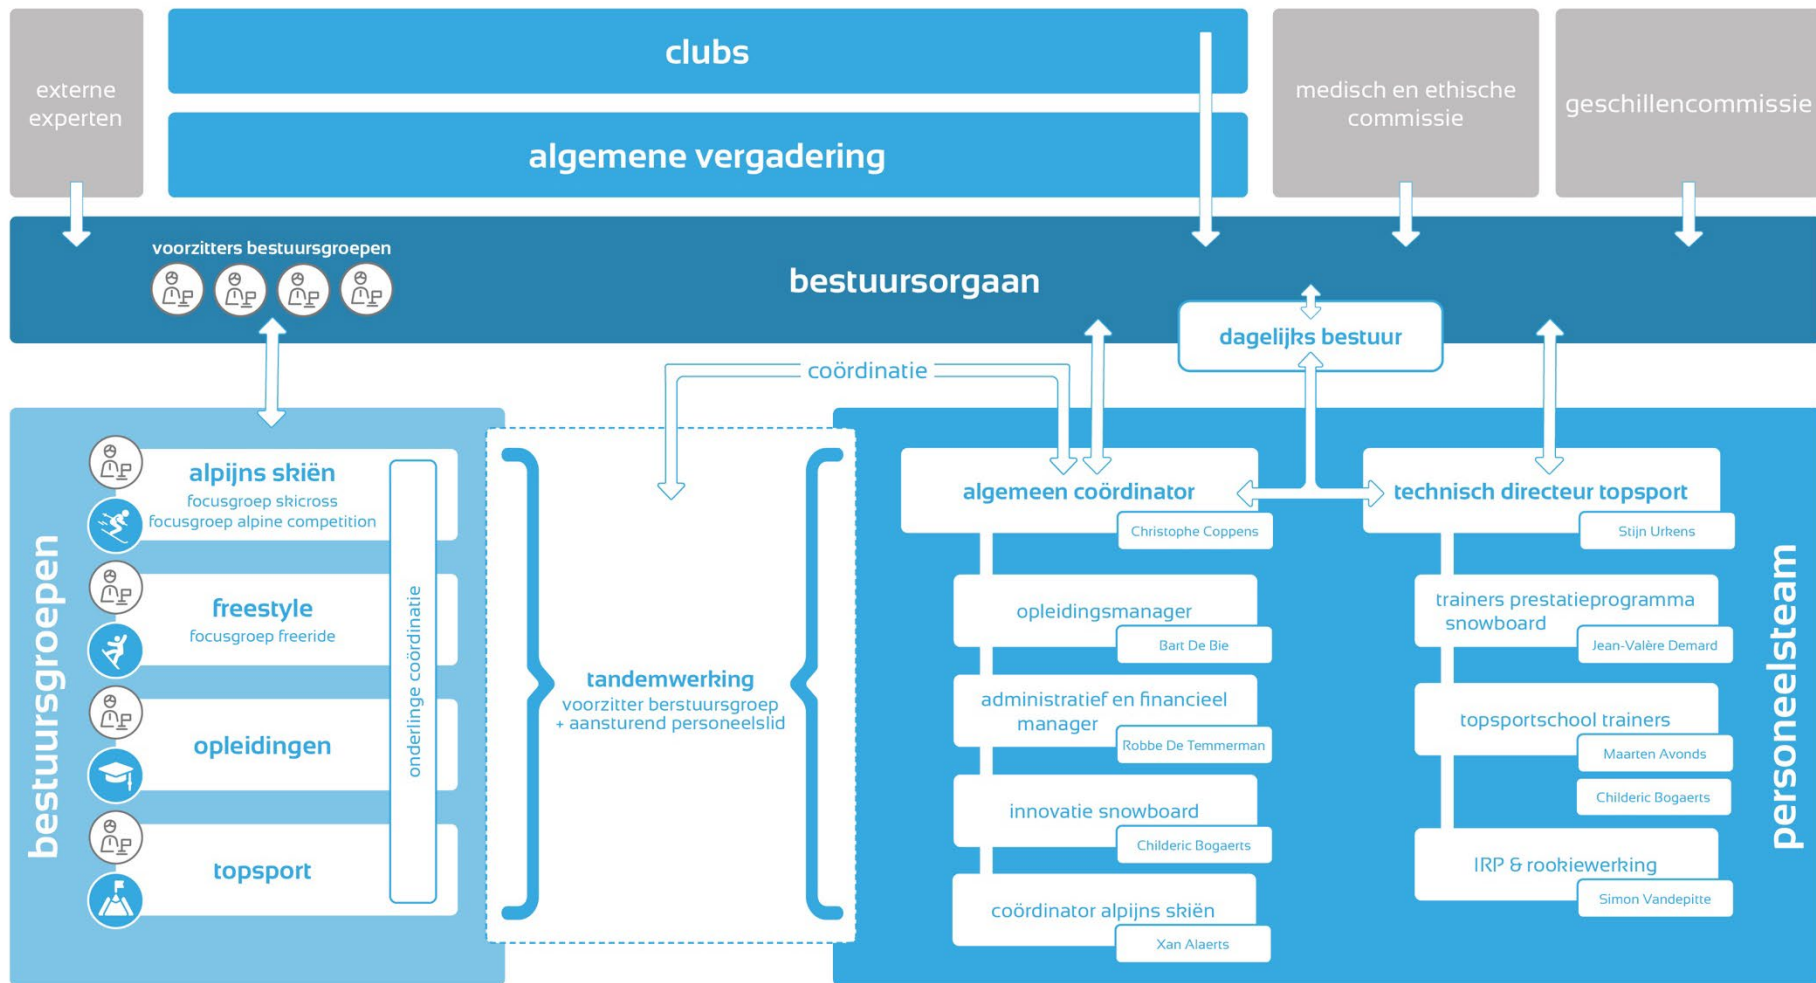 externe
experten
clubs
algemene vergadering
medisch en ethische
commissie
geschillencommissie
voorzitters bestuursgroepen
bestuursorgaan
dagelijks bestuur
coördinatie
bestuursgroepen
alpijns skiën
focusgroep skicross
focusgroep alpine competition
freestyle
focusgroep freeride
opleidingen
topsport
onderlinge coördinatie
tandemwerking
voorzitter berstuursgroep
+ aansturend personeelslid
algemeen coördinator
Christophe Coppens
opleidingsmanager
Bart De Bie
administratief en financieel
manager
Robbe De Temmerman
innovatie snowboard
Childeric Bogaerts
coördinator alpijns skiën
Xan Alaerts
technisch directeur topsport
Stijn Urkens
trainers prestatieprogramma
snowboard
Jean-Valère Demard
topsportschool trainers
Maarten Avonds
Childeric Bogaerts
IRP & rookiewerking
Simon Vandepitte
personeelsteam